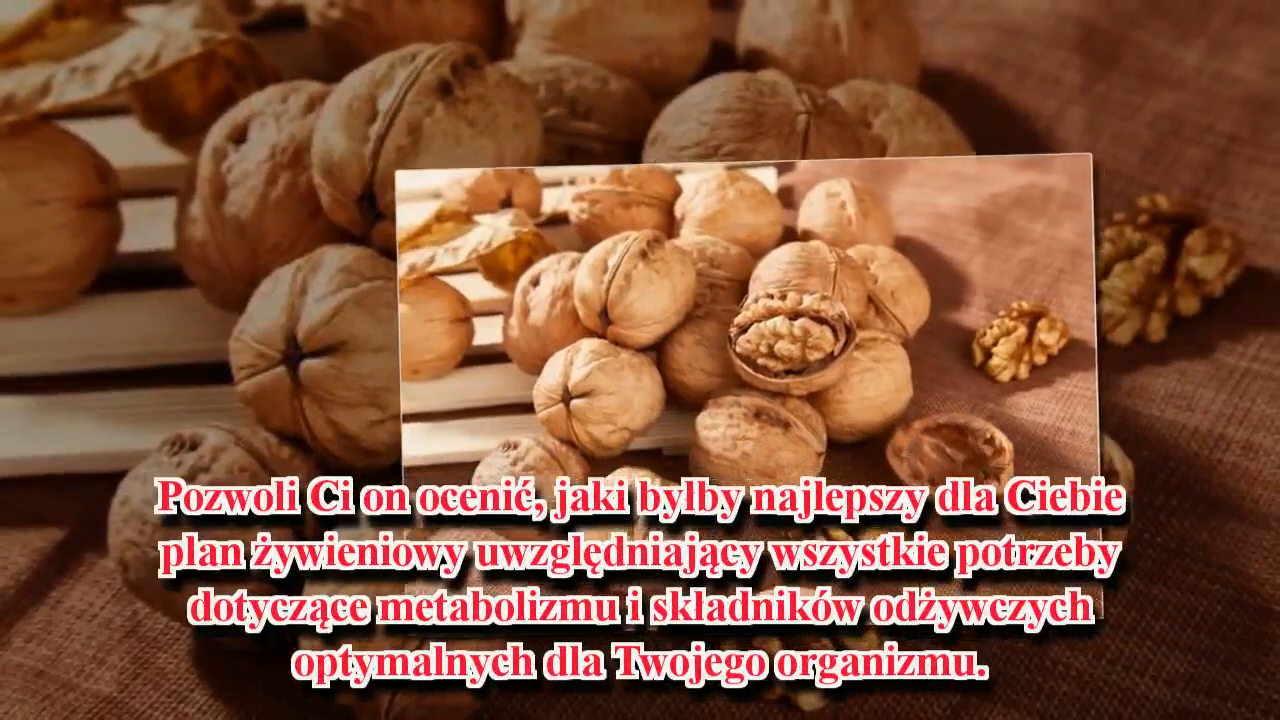 Pozwoli Ci on ocenić, jaki byłby najlepszy dla Ciebie
plan żywieniowy uwzględniający wszystkie potrzeby
dotyczące metabolizmu i składników odżywczych
optymalnych dla Twojego organizmu.